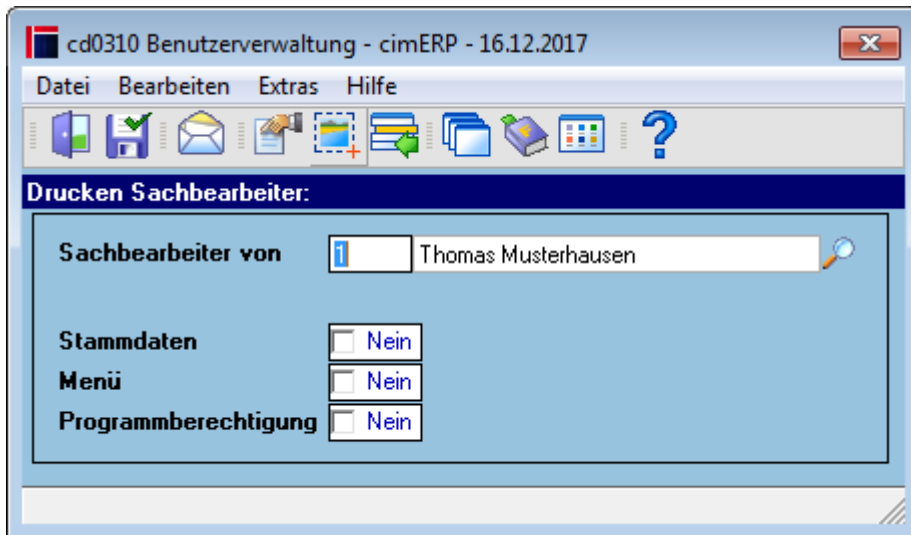 cd0310 Benutzerverwaltung - cimERP - 16.12.2017
Datei Bearbeiten Extras Hilfe
Drucken Sachbearbeiter:
Sachbearbeiter von 1 Thomas Musterhausen
Stammdaten Nein
Menü Nein
Programmberechtigung Nein